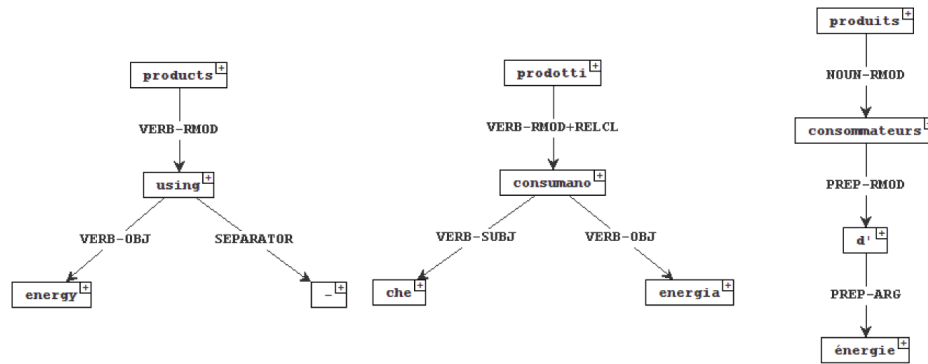 products +
VERB-RMOD
using +
VERB-OBJ SEPARATOR
energy + - +
prodotti +
VERB-RMOD+RELCL
consumano +
VERB-SUBJ VERB-OBJ
che + energia +
produits +
NOUN-RMOD
consommateurs +
PREP-RMOD
d' +
PREP-ARG
énergie +